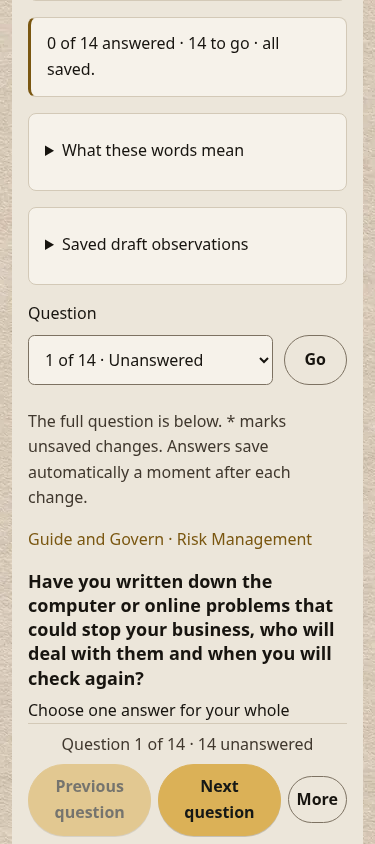 0 of 14 answered · 14 to go · all
saved.
What these words mean
Saved draft observations
Question
1 of 14 · Unanswered
Go
The full question is below. * marks
unsaved changes. Answers save
automatically a moment after each
change.
Guide and Govern · Risk Management
Have you written down the
computer or online problems that
could stop your business, who will
deal with them and when you will
check again?
Choose one answer for your whole
Question 1 of 14 · 14 unanswered
Previous
question
Next
question
More